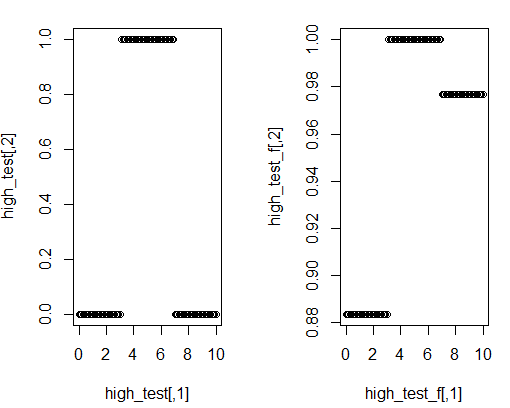 1.0
0.8
0.6
0.4
0.2
0.0
high_test[,2]
0 2 4 6 8 10
high_test[,1]
1.00
0.98
0.96
0.94
0.92
0.90
0.88
high_test_f[,2]
0 2 4 6 8 10
high_test_f[,1]